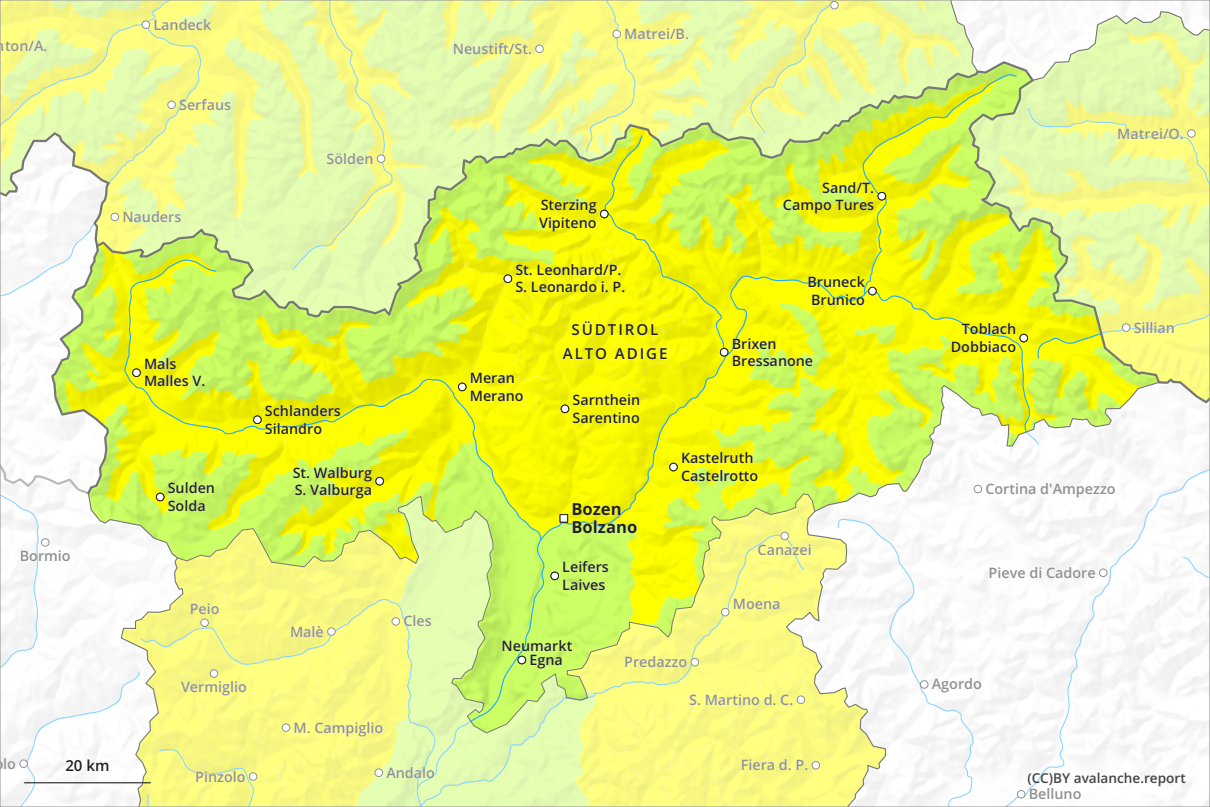 Landeck
nton/A.
Neustift/St.
Matrei/B.
Serfaus
Matrei/O.
Sölden
Sand/T.
Campo Tures
Nauders
Sterzing
Vipiteno
St. Leonhard/P.
S. Leonardo i. P.
Bruneck
Brunico
SÜDTIROL
ALTO ADIGE
Toblach
Dobbiaco
Sillian
Brixen
Bressanone
Mals
Malles V.
Meran
Merano
Sarnthein
Sarentino
Schlanders
Silandro
Kastelruth
Castelrotto
St. Walburg
S. Valburga
Sulden
Solda
Cortina d'Ampezzo
Bozen
Bolzano
Bormio
Canazei
Leifers
Laives
Pieve di Cadore
Peio
Moena
Cles
Malè
Neumarkt
Egna
Predazzo
Vermiglio
Agordo
S. Martino d. C.
M. Campiglio
20 km
lo
Pinzolo
Andalo
Fiera d. P.
(CC)BY avalanche.report
Belluno